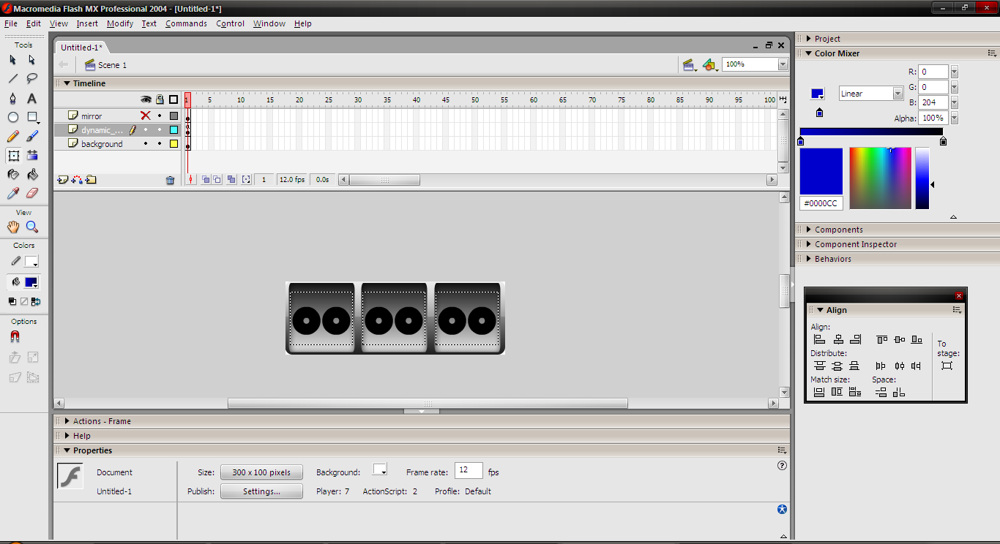 Macromedia Flash MX Professional 2004 - [Untitled-1*]
File Edit View Insert Modify Text Commands Control Window Help
Tools
View
Colors
Options
Untitled-1*
Scene 1
100%
Timeline
1 5 10 15 20 25 30 35 40 45 50 55 60 65 70 75 80 85 90 95 100
mirror
dynamic_...
background
1 12.0 fps 0.0s
Actions - Frame
Help
Properties
Document
Untitled-1
Size: 300 x 100 pixels Background: Frame rate: 12 fps
Publish: Settings... Player: 7 ActionScript: 2 Profile: Default
Project
Color Mixer
R: 0
Linear
G: 0
B: 204
Alpha: 100%
#0000CC
Components
Component Inspector
Behaviors
Align
Align:
Distribute:
Match size: Space:
To
stage: